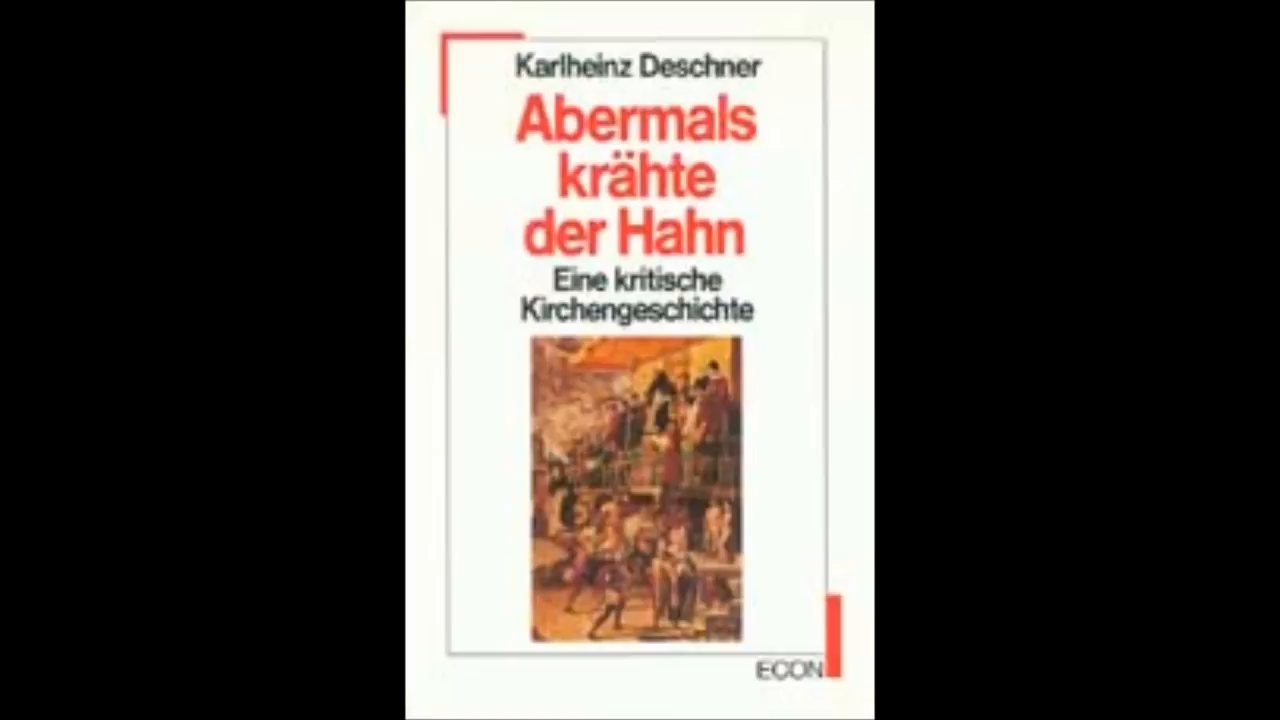 Karlheinz Deschner
Abermals
krähte
der Hahn
Eine kritische
Kirchengeschichte
ECON